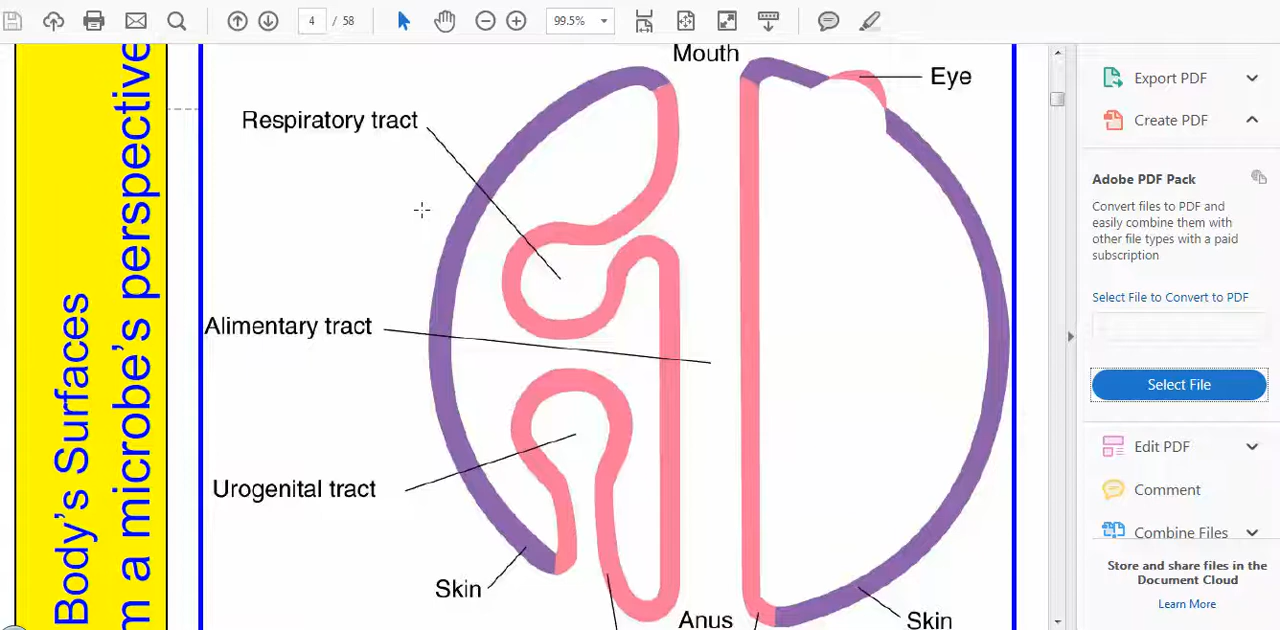 4 / 58
99.5%
Body's Surfaces
m a microbe's perspective
Mouth
Eye
Respiratory tract
Alimentary tract
Urogenital tract
Skin
Anus
Skin
Export PDF
Create PDF
Adobe PDF Pack
Convert files to PDF and
easily combine them with
other file types with a paid
subscription
Select File to Convert to PDF
Select File
Edit PDF
Comment
Combine Files
Store and share files in the
Document Cloud
Learn More